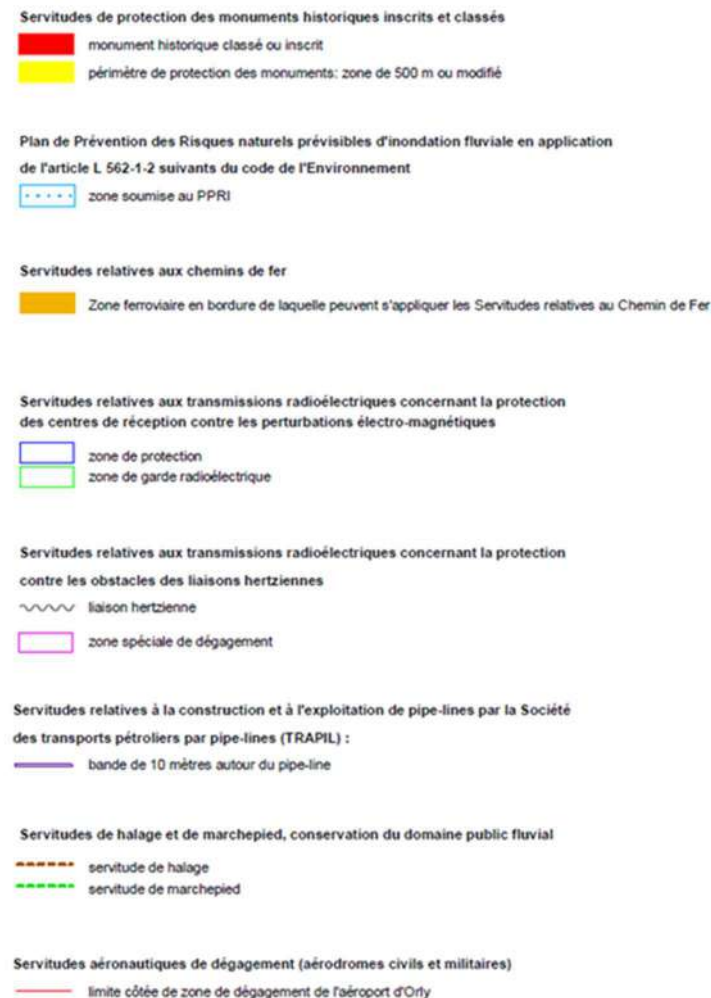 Servitudes de protection des monuments historiques inscrits et classés
monument historique classé ou inscrit
périmètre de protection des monuments: zone de 500 m ou modifié
Plan de Prévention des Risques naturels prévisibles d'inondation fluviale en application
de l'article L 562-1-2 suivants du code de l'Environnement
zone soumise au PPRI
Servitudes relatives aux chemins de fer
Zone ferroviaire en bordure de laquelle peuvent s'appliquer les Servitudes relatives au Chemin de Fer
Servitudes relatives aux transmissions radioélectriques concernant la protection
des centres de réception contre les perturbations électro-magnétiques
zone de protection
zone de garde radioélectrique
Servitudes relatives aux transmissions radioélectriques concernant la protection
contre les obstacles des liaisons hertziennes
liaison hertzienne
zone spéciale de dégagement
Servitudes relatives à la construction et à l'exploitation de pipe-lines par la Société
des transports pétroliers par pipe-lines (TRAPIL) :
bande de 10 mètres autour du pipe-line
Servitudes de halage et de marchepied, conservation du domaine public fluvial
servitude de halage
servitude de marchepied
Servitudes aéronautiques de dégagement (aérodromes civils et militaires)
limite côtée de zone de dégagement de l'aéroport d'Orly